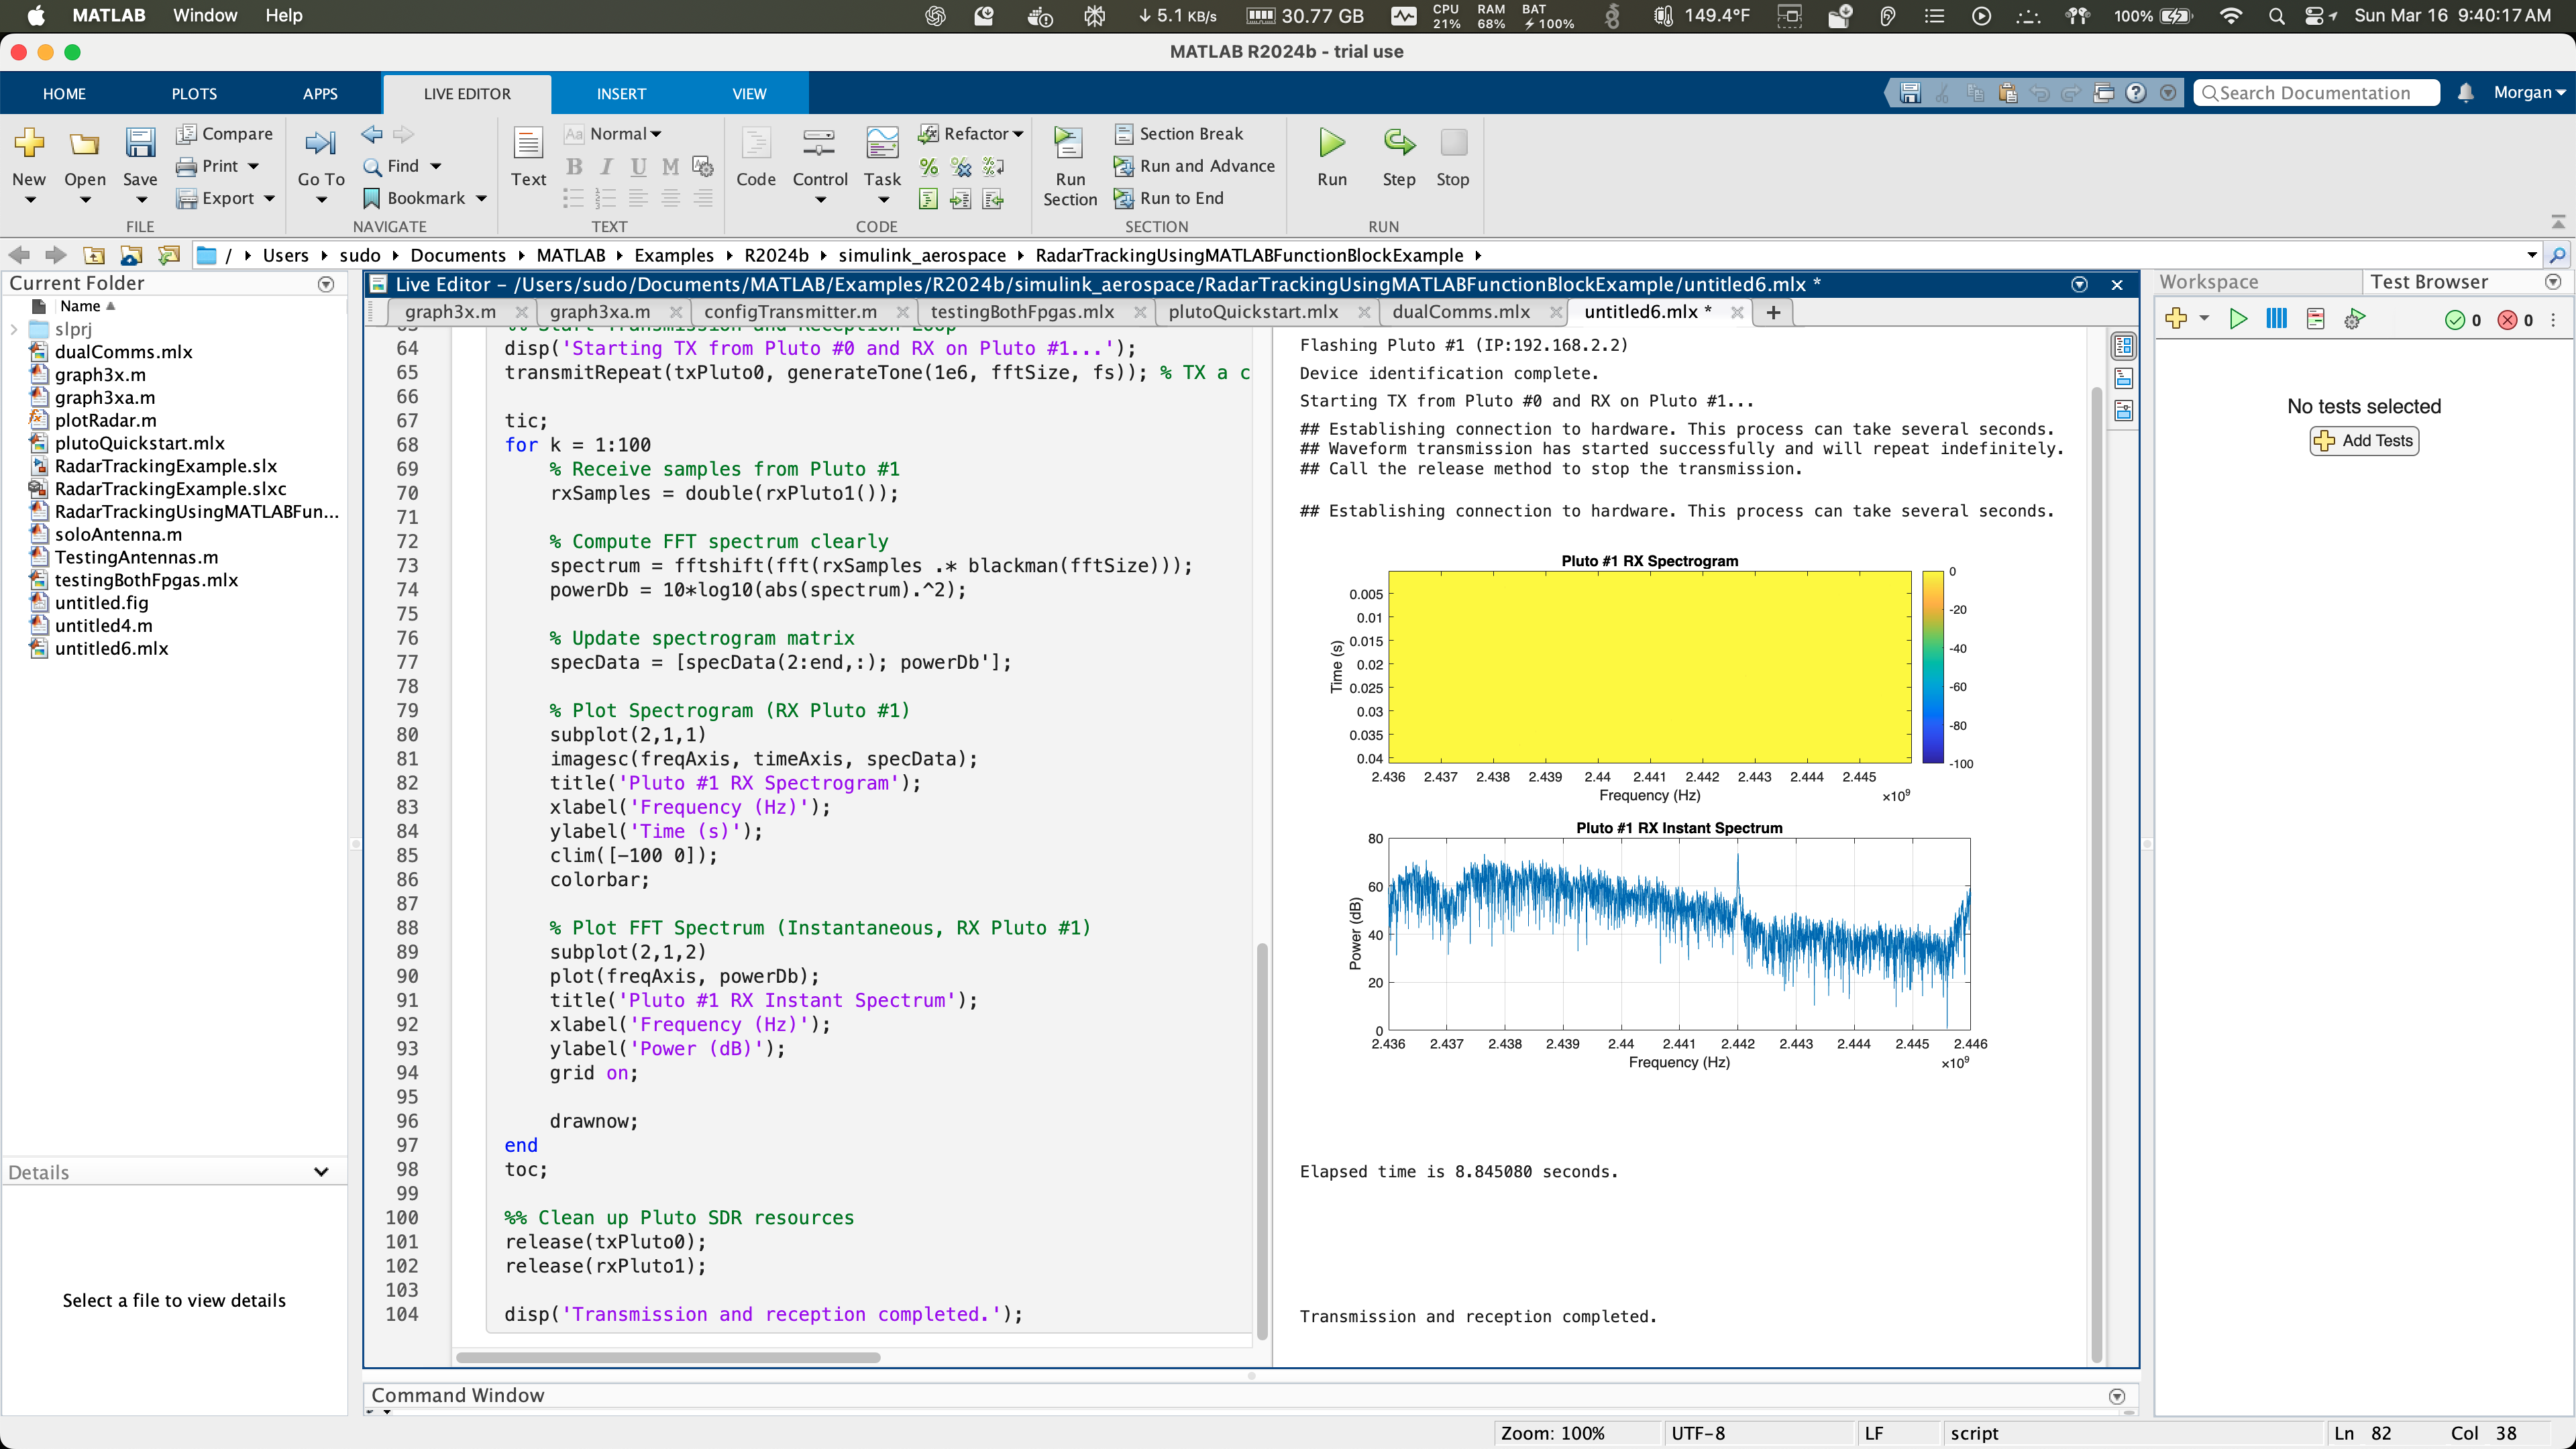 MATLAB Window Help
5.1 KB/s 30.77 GB CPU 21% RAM 68% BAT 100% 149.4°F 100% Sun Mar 16 9:40:17 AM
MATLAB R2024b - trial use
HOME PLOTS APPS LIVE EDITOR INSERT VIEW Search Documentation Morgan
New Open Save Compare Print Export Go To Find Bookmark Text Aa Normal B I U M Code Control Task Refactor Run Section Section Break Run and Advance Run to End Run Step Stop
FILE NAVIGATE TEXT CODE SECTION RUN
/ Users sudo Documents MATLAB Examples R2024b simulink_aerospace RadarTrackingUsingMATLABFunctionBlockExample
Current Folder
Name
slprj
dualComms.mlx
graph3x.m
graph3xa.m
plotRadar.m
plutoQuickstart.mlx
RadarTrackingExample.slx
RadarTrackingExample.slxc
RadarTrackingUsingMATLABFun...
soloAntenna.m
TestingAntennas.m
testingBothFpgas.mlx
untitled.fig
untitled4.m
untitled6.mlx
Details
Select a file to view details
Live Editor - /Users/sudo/Documents/MATLAB/Examples/R2024b/simulink_aerospace/RadarTrackingUsingMATLABFunctionBlockExample/untitled6.mlx *
graph3x.m graph3xa.m configTransmitter.m testingBothFpgas.mlx plutoQuickstart.mlx dualComms.mlx untitled6.mlx * +
63 %% Start Transmission and Reception Loop
64 disp('Starting TX from Pluto #0 and RX on Pluto #1...');
65 transmitRepeat(txPluto0, generateTone(1e6, fftSize, fs)); % TX a c
66
67 tic;
68 for k = 1:100
69 % Receive samples from Pluto #1
70 rxSamples = double(rxPluto1());
71
72 % Compute FFT spectrum clearly
73 spectrum = fftshift(fft(rxSamples .* blackman(fftSize)));
74 powerDb = 10*log10(abs(spectrum).^2);
75
76 % Update spectrogram matrix
77 specData = [specData(2:end,:); powerDb'];
78
79 % Plot Spectrogram (RX Pluto #1)
80 subplot(2,1,1)
81 imagesc(freqAxis, timeAxis, specData);
82 title('Pluto #1 RX Spectrogram');
83 xlabel('Frequency (Hz)');
84 ylabel('Time (s)');
85 clim([-100 0]);
86 colorbar;
87
88 % Plot FFT Spectrum (Instantaneous, RX Pluto #1)
89 subplot(2,1,2)
90 plot(freqAxis, powerDb);
91 title('Pluto #1 RX Instant Spectrum');
92 xlabel('Frequency (Hz)');
93 ylabel('Power (dB)');
94 grid on;
95
96 drawnow;
97 end
98 toc;
99
100 %% Clean up Pluto SDR resources
101 release(txPluto0);
102 release(rxPluto1);
103
104 disp('Transmission and reception completed.');
Flashing Pluto #1 (IP:192.168.2.2)
Device identification complete.
Starting TX from Pluto #0 and RX on Pluto #1...
## Establishing connection to hardware. This process can take several seconds.
## Waveform transmission has started successfully and will repeat indefinitely.
## Call the release method to stop the transmission.
## Establishing connection to hardware. This process can take several seconds.
Pluto #1 RX Spectrogram
Time (s)
0.005
0.01
0.015
0.02
0.025
0.03
0.035
0.04
0
-20
-40
-60
-80
-100
2.436 2.437 2.438 2.439 2.44 2.441 2.442 2.443 2.444 2.445
Frequency (Hz) ×10⁹
Pluto #1 RX Instant Spectrum
Power (dB)
80
60
40
20
0
2.436 2.437 2.438 2.439 2.44 2.441 2.442 2.443 2.444 2.445 2.446
Frequency (Hz) ×10⁹
Elapsed time is 8.845080 seconds.
Transmission and reception completed.
Workspace Test Browser
0 0
No tests selected
Add Tests
Command Window
Zoom: 100% UTF-8 LF script Ln 82 Col 38